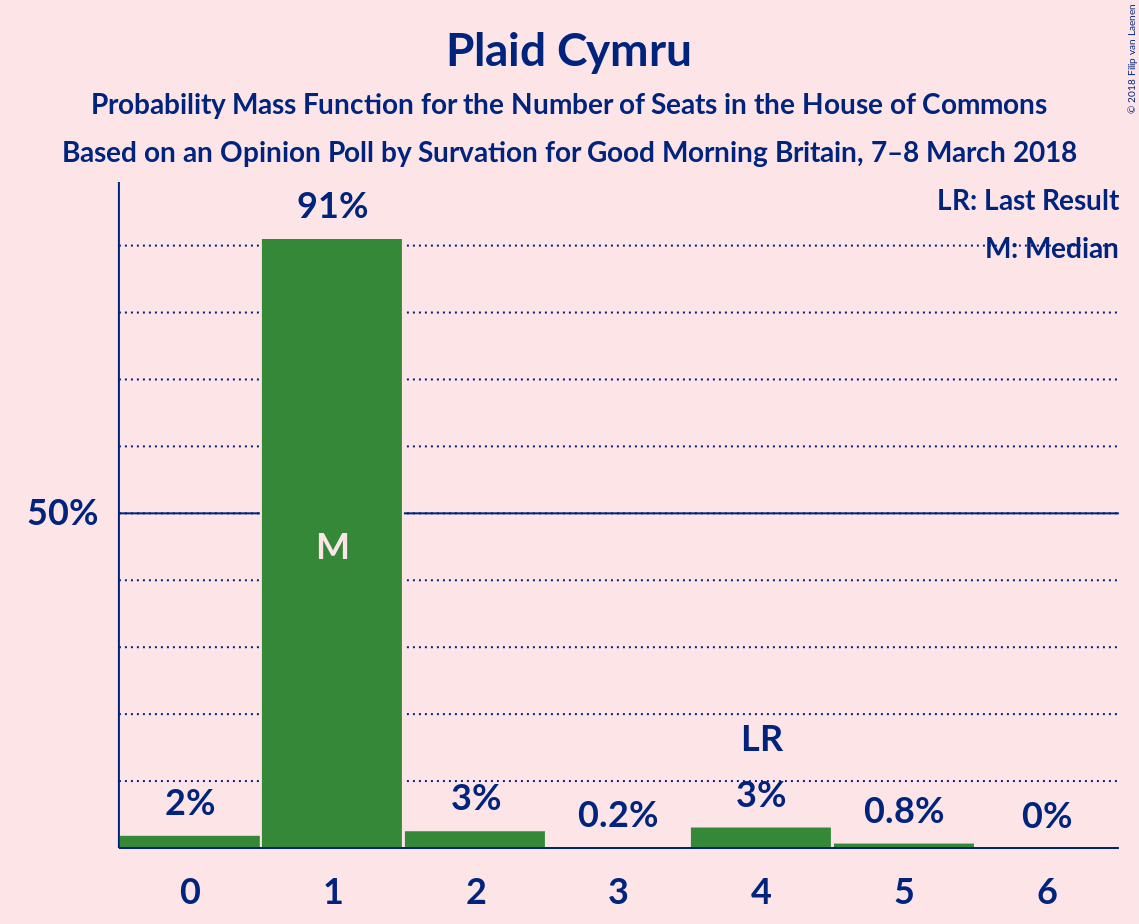 Plaid Cymru
Probability Mass Function for the Number of Seats in the House of Commons
Based on an Opinion Poll by Survation for Good Morning Britain, 7–8 March 2018
© 2018 Filip van Laenen
LR: Last Result
M: Median
91%
50%
M
LR
2%
3%
0.2%
3%
0.8%
0%
0
1
2
3
4
5
6